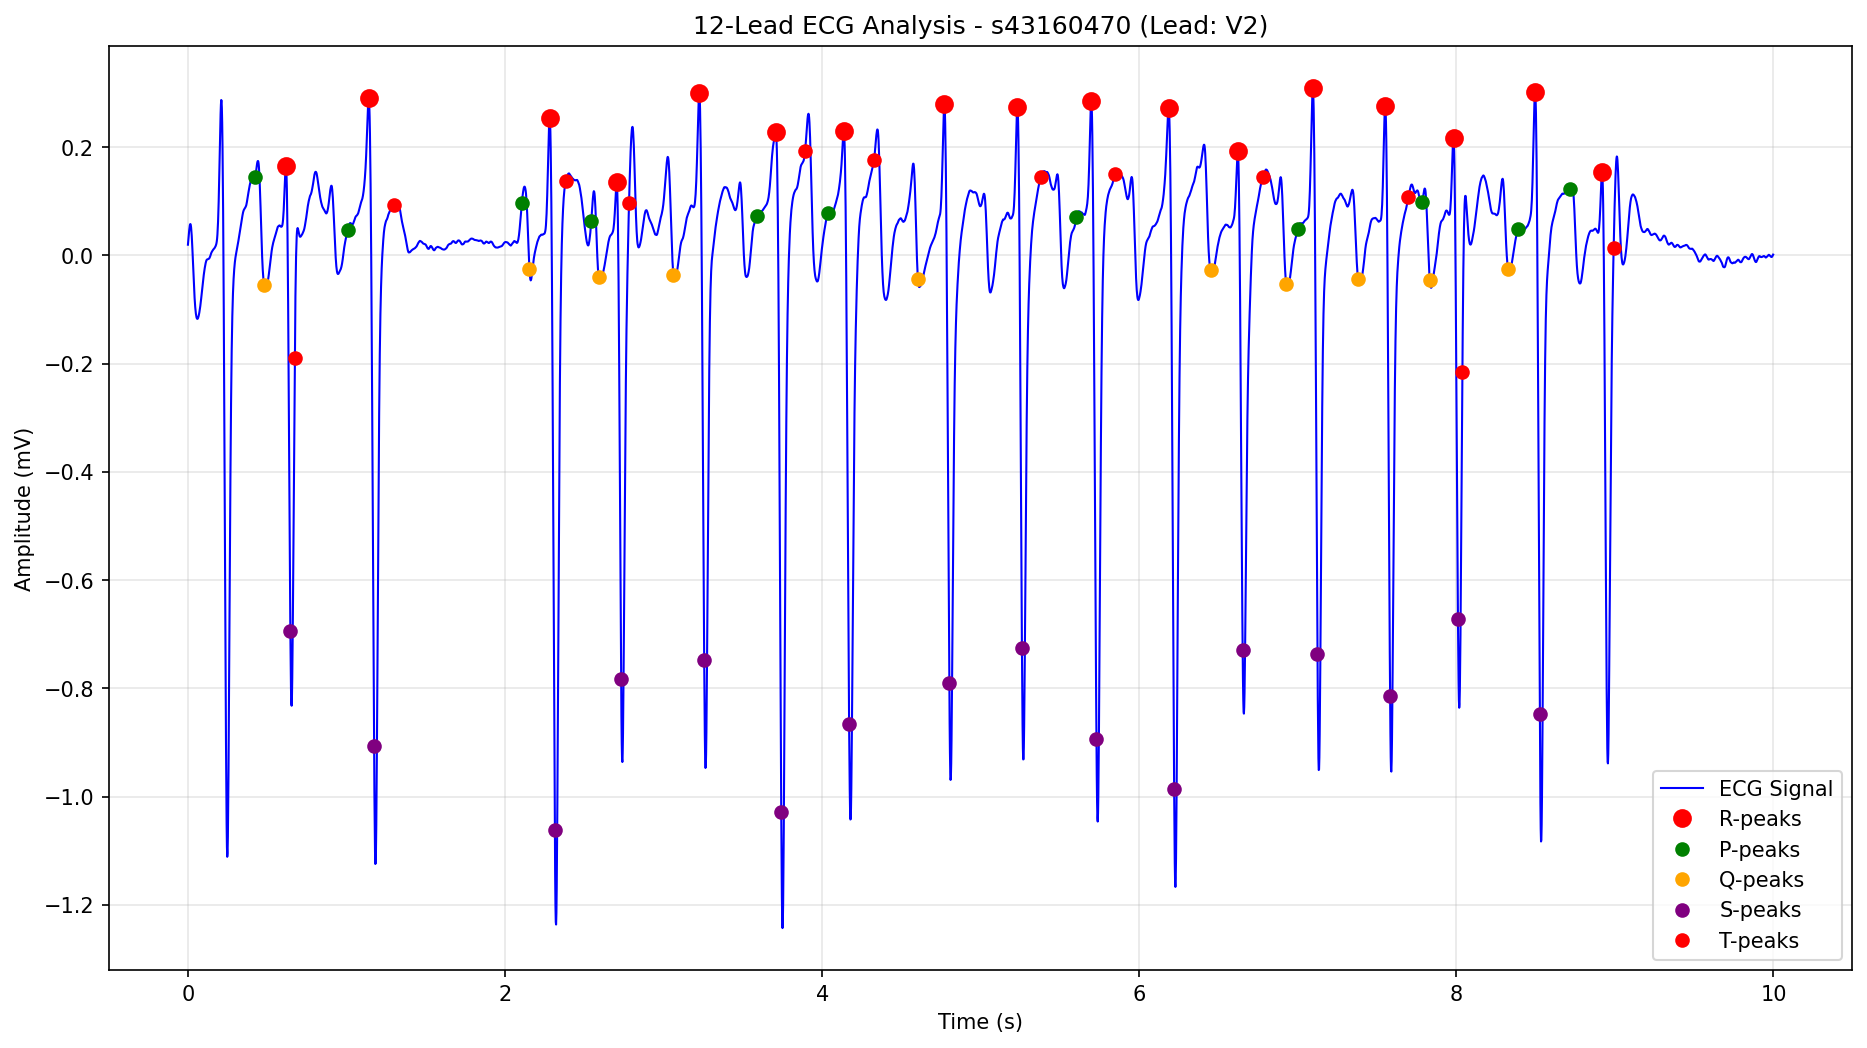 12-Lead ECG Analysis - s43160470 (Lead: V2)
Amplitude (mV)
0.2
0.0
−0.2
−0.4
−0.6
−0.8
−1.0
−1.2
ECG Signal
R-peaks
P-peaks
Q-peaks
S-peaks
T-peaks
0 2 4 6 8 10
Time (s)